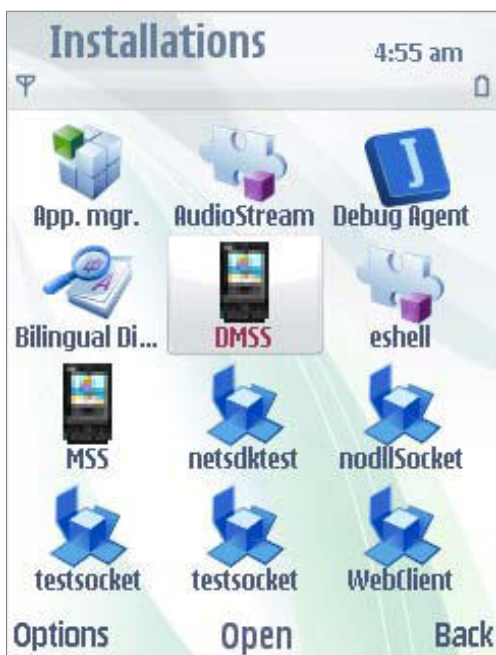 Installations
4:55 am
App. mgr.
AudioStream
Debug Agent
Bilingual Di...
DMSS
eshell
MSS
netsdktest
nodllSocket
testsocket
testsocket
WebClient
Options
Open
Back